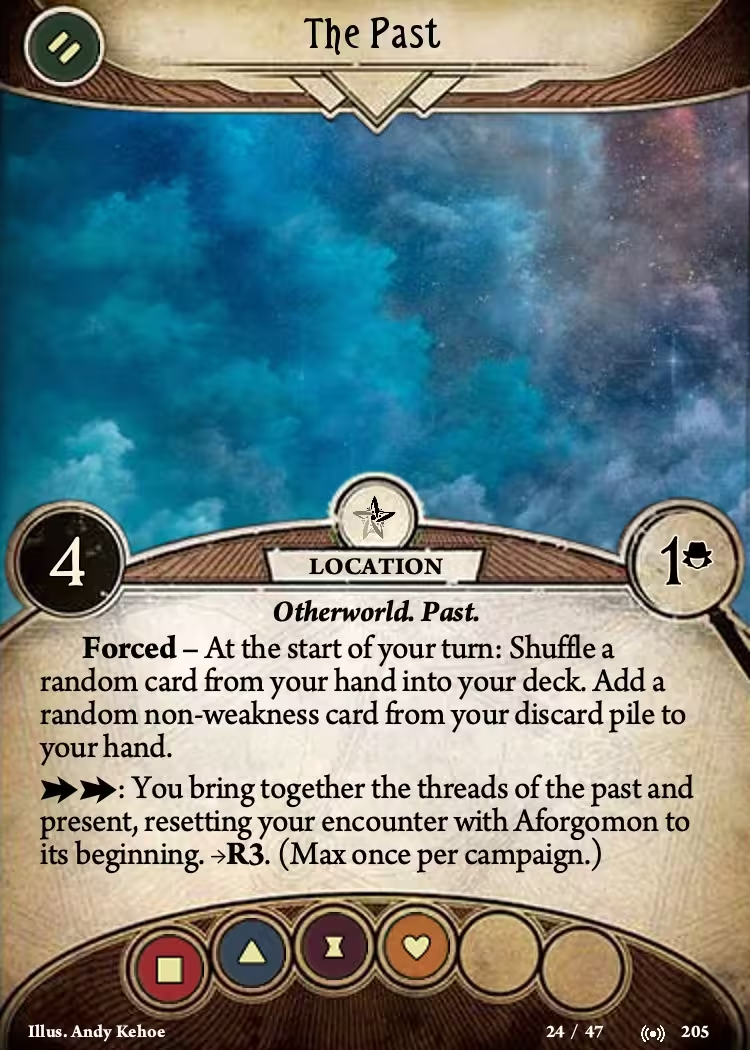 The Past
4
1
LOCATION
Otherworld. Past.
Forced – At the start of your turn: Shuffle a
random card from your hand into your deck. Add a
random non-weakness card from your discard pile to
your hand.
: You bring together the threads of the past and
present, resetting your encounter with Aforgomon to
its beginning. →R3. (Max once per campaign.)
Illus. Andy Kehoe
24 / 47
205